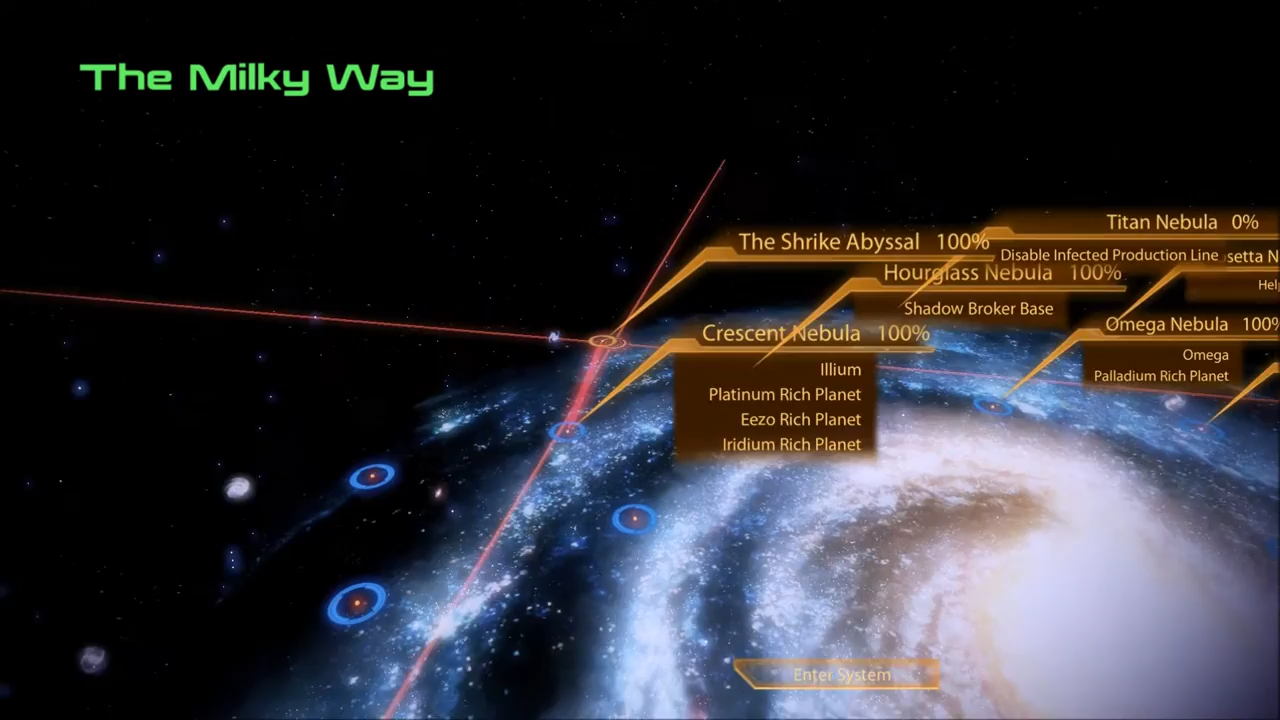 The Milky Way
Titan Nebula 0%
Disable Infected Production Line
The Shrike Abyssal 100%
Hourglass Nebula 100%
Shadow Broker Base
Crescent Nebula 100%
Illium
Platinum Rich Planet
Eezo Rich Planet
Iridium Rich Planet
Omega Nebula 100%
Omega
Palladium Rich Planet
Enter System